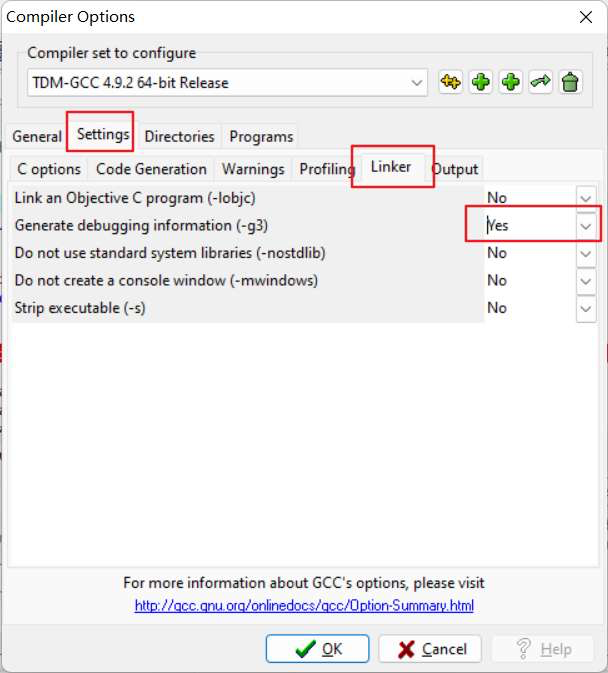 Compiler Options
Compiler set to configure
TDM-GCC 4.9.2 64-bit Release
General Settings Directories Programs
C options Code Generation Warnings Profiling Linker Output
Link an Objective C program (-lobjc) No
Generate debugging information (-g3) Yes
Do not use standard system libraries (-nostdlib) No
Do not create a console window (-mwindows) No
Strip executable (-s) No
For more information about GCC's options, please visit
http://gcc.gnu.org/onlinedocs/gcc/Option-Summary.html
OK Cancel Help